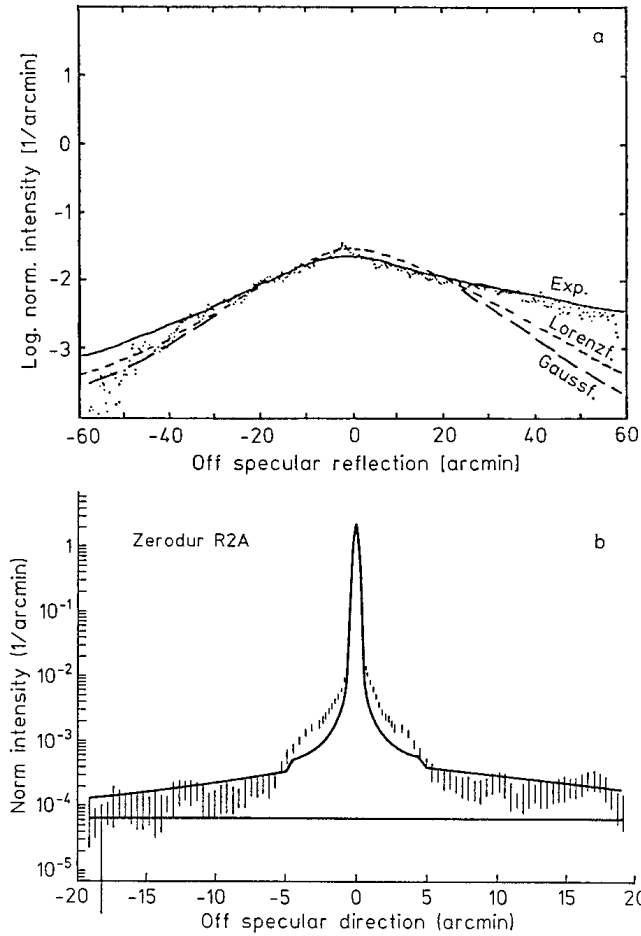 a
Log. norm. intensity [1/arcmin]
1
0
-1
-2
-3
Exp.
Lorenzf.
Gaussf.
-60 -40 -20 0 20 40 60
Off specular reflection [arcmin]
Zerodur R2A
b
Norm intensity (1/arcmin)
1
10⁻¹
10⁻²
10⁻³
10⁻⁴
10⁻⁵
-20 -15 -10 -5 0 5 10 15 20
Off specular direction (arcmin)